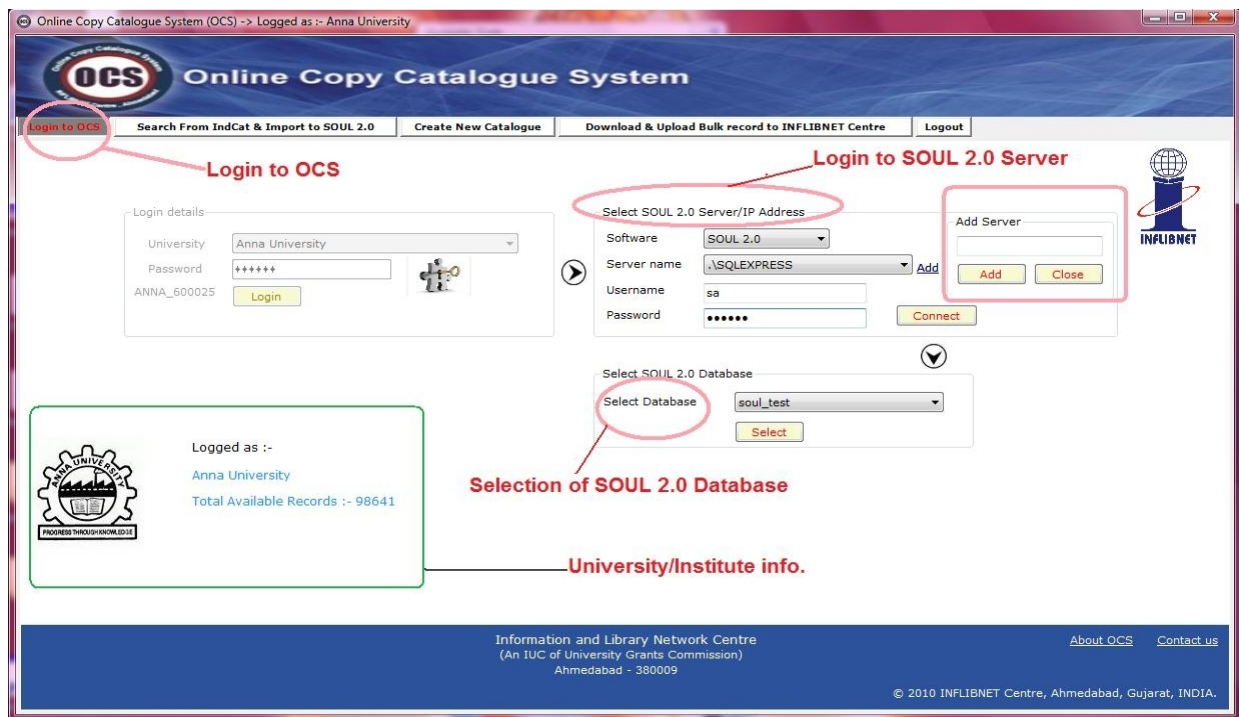 Online Copy Catalogue System (OCS) -> Logged as :- Anna University
OCS
Online Copy Catalogue System
Login to OCS
Search From IndCat & Import to SOUL 2.0
Create New Catalogue
Download & Upload Bulk record to INFLIBNET Centre
Logout
Login to OCS
Login to SOUL 2.0 Server
INFLIBNET
Login details
University Anna University
Password ++++++
ANNA_600025 Login
Select SOUL 2.0 Server/IP Address
Software SOUL 2.0
Server name .\SQLEXPRESS Add
Username sa
Password ●●●●●●
Connect
Add Server
Add Close
Select SOUL 2.0 Database
Select Database soul_test
Select
Selection of SOUL 2.0 Database
ANNA UNIVERSITY
PROGRESS THROUGH KNOWLEDGE
Logged as :-
Anna University
Total Available Records :- 98641
University/Institute info.
Information and Library Network Centre
(An IUC of University Grants Commission)
Ahmedabad - 380009
About OCS Contact us
© 2010 INFLIBNET Centre, Ahmedabad, Gujarat, INDIA.